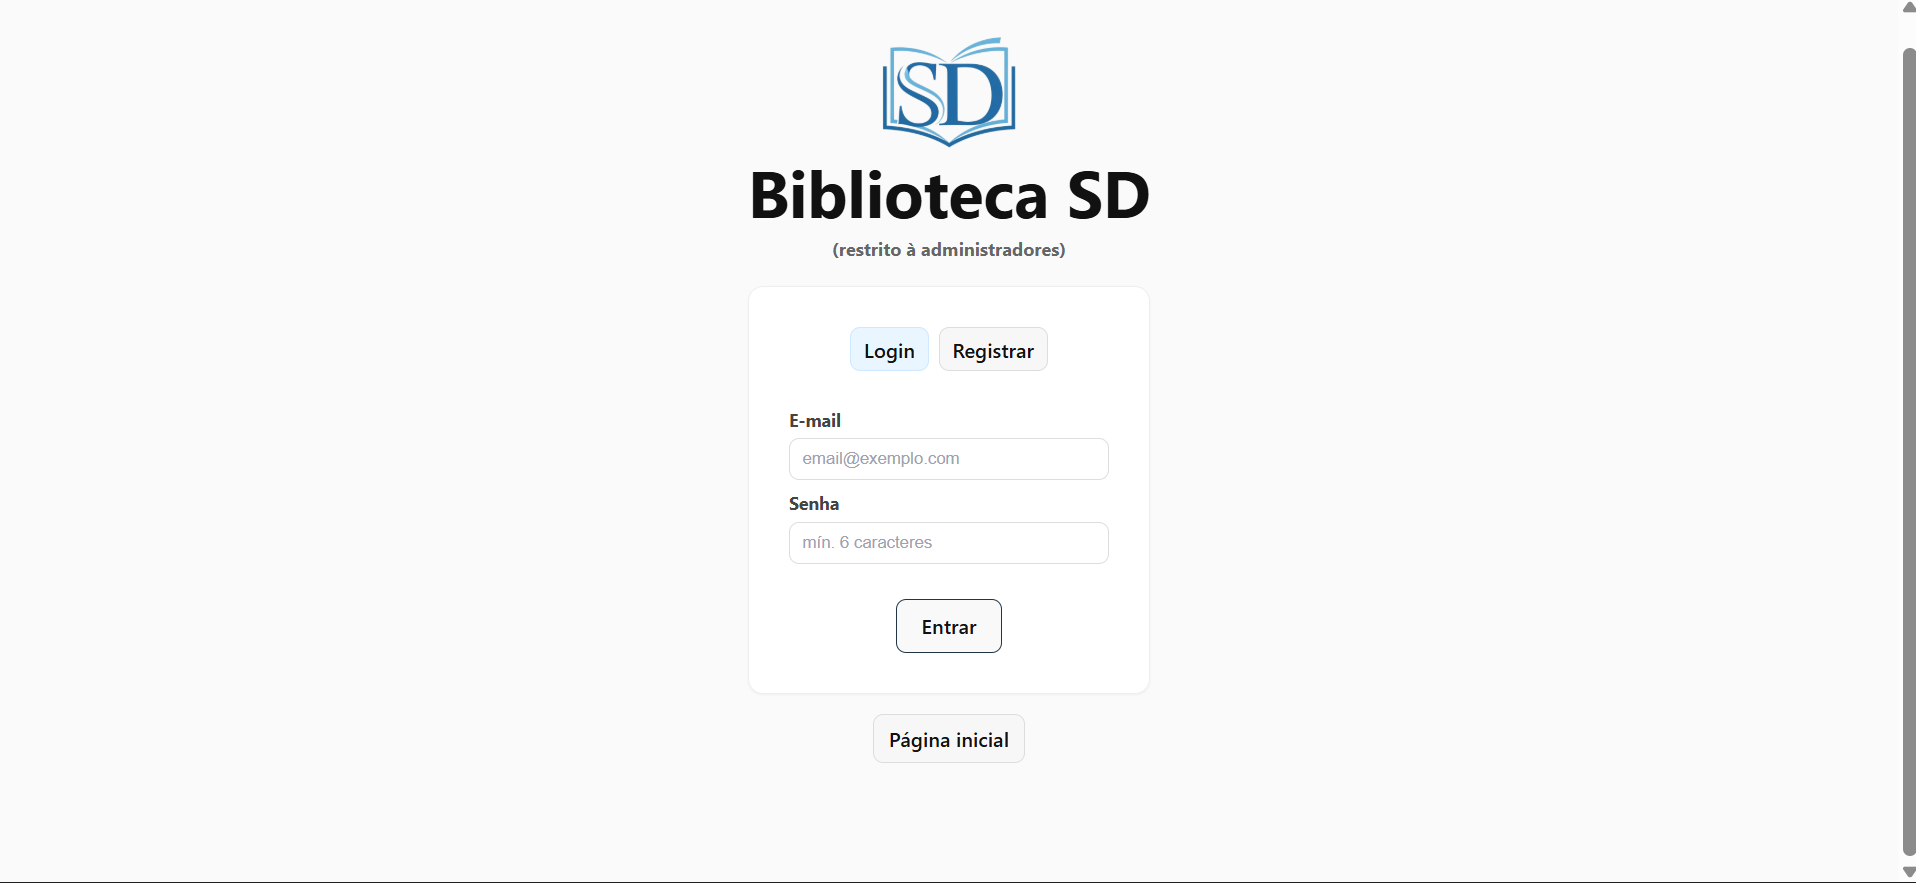 SD
Biblioteca SD
(restrito à administradores)
Login Registrar
E-mail
email@exemplo.com
Senha
mín. 6 caracteres
Entrar
Página inicial